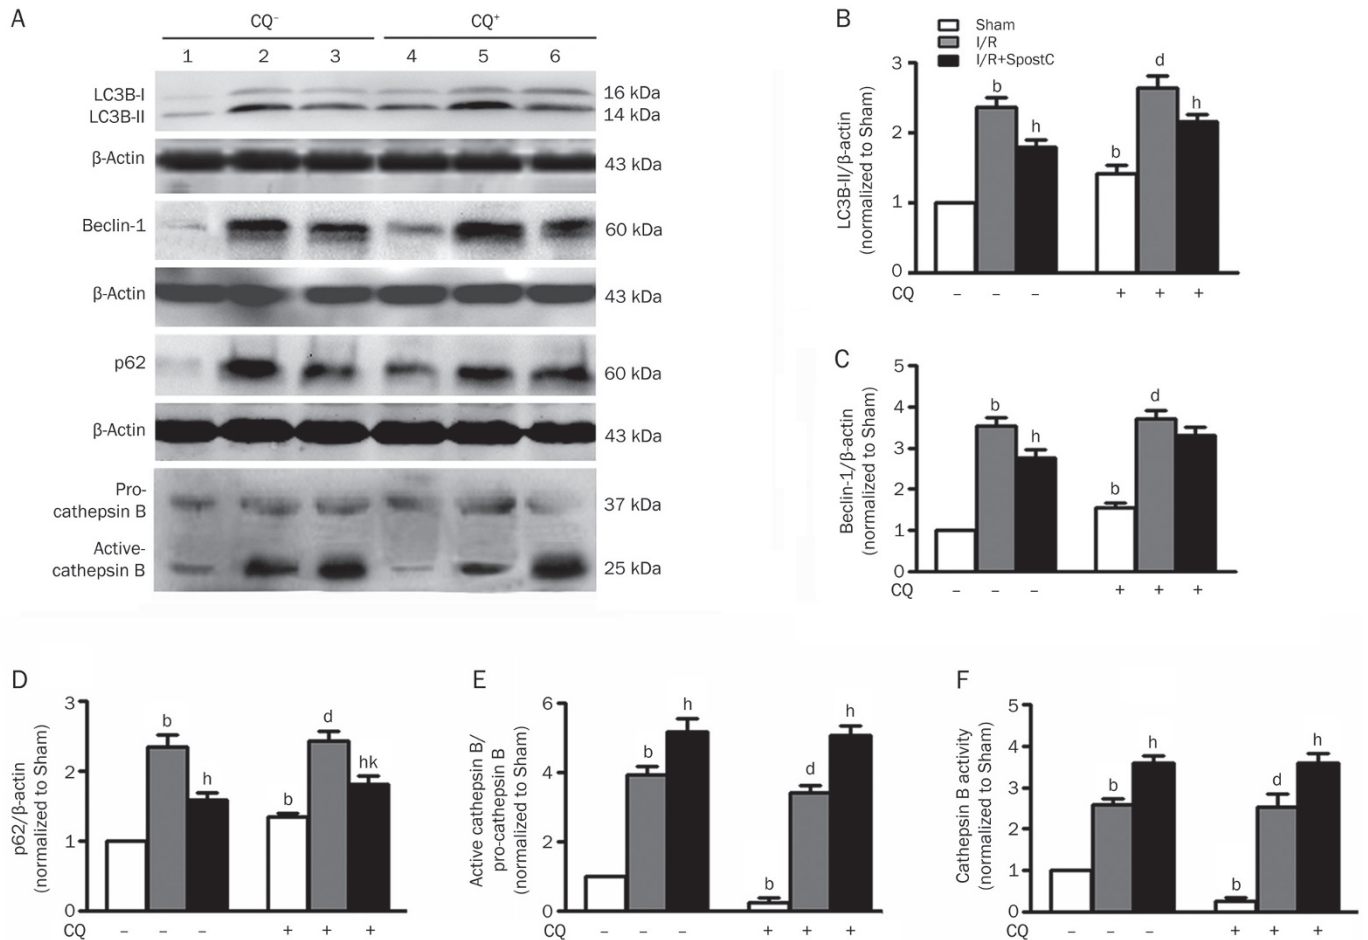 A
CQ⁻ CQ⁺
1 2 3 4 5 6
LC3B-I 16 kDa
LC3B-II 14 kDa
β-Actin 43 kDa
Beclin-1 60 kDa
β-Actin 43 kDa
p62 60 kDa
β-Actin 43 kDa
Pro-
cathepsin B 37 kDa
Active-
cathepsin B 25 kDa
B
Sham
I/R
I/R+SpostC
LC3B-II/β-actin
(normalized to Sham)
3
2
1
0
b h b d h
CQ – – – + + +
C
Beclin-1/β-actin
(normalized to Sham)
5
4
3
2
1
0
b h b d
CQ – – – + + +
D
p62/β-actin
(normalized to Sham)
3
2
1
0
b h b d hk
CQ – – – + + +
E
Active cathepsin B/
pro-cathepsin B
(normalized to Sham)
6
4
2
0
b h b d h
CQ – – – + + +
F
Cathepsin B activity
(normalized to Sham)
5
4
3
2
1
0
b h b d h
CQ – – – + + +